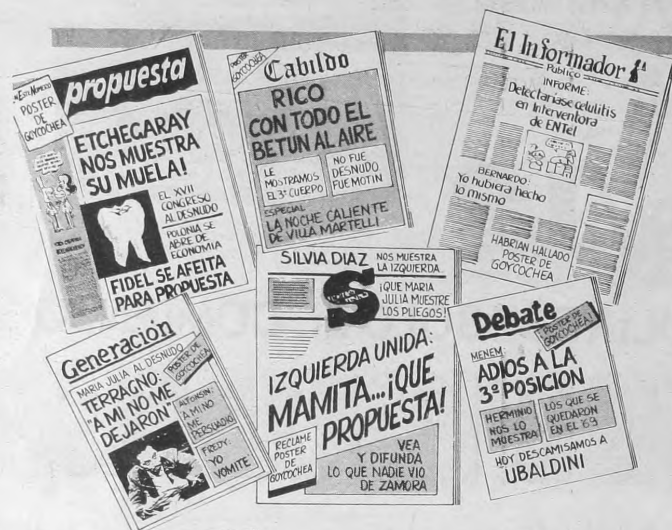 En Este Número
POSTER
DE
GOYCOCHEA
propuesta
ETCHEGARAY
NOS MUESTRA
SU MUELA!
EL XVII
CONGRESO
AL DESNUDO
POLONIA SE
ABRE DE
ECONOMIA
FIDEL SE AFEITA
PARA PROPUESTA
POSTER
GOYCOCHEA
Cabildo
RICO
CON TODO EL
BETUN AL AIRE
LE
MOSTRAMOS
EL 3º CUERPO
NO FUE
DESNUDO
FUE MOTIN
ESPECIAL
LA NOCHE CALIENTE
DE VILLA MARTELLI
El Informador
Público
INFORME:
Detectaríase celulitis
en Interventora
de ENTel
BERNARDO:
Yo hubiera hecho
lo mismo
HABRIAN HALLADO
POSTER DE
GOYCOCHEA
Generación
MARIA JULIA AL DESNUDO
TERRAGNO:
"A MI NO ME
DEJARON"
POSTER DE
GOYCOCHEA
ALFONSIN:
A MI NO
ME
PERSUADIO
FREDY:
YO
VOMITE
SILVIA DIAZ NOS MUESTRA
LA IZQUIERDA
S
¡QUE MARIA
JULIA MUESTRE
LOS PLIEGOS!
IZQUIERDA UNIDA:
MAMITA...¡QUE
PROPUESTA!
RECLAME
POSTER
DE
GOYCOCHEA
VEA
Y DIFUNDA
LO QUE NADIE VIO
DE ZAMORA
Debate
POSTER DE
GOYCOCHEA!
MENEM:
ADIOS A LA
3º POSICION
HERMINIO
NOS LO
MUESTRA
LOS QUE SE
QUEDARON
EN EL '69
HOY DESCAMISAMOS A
UBALDINI